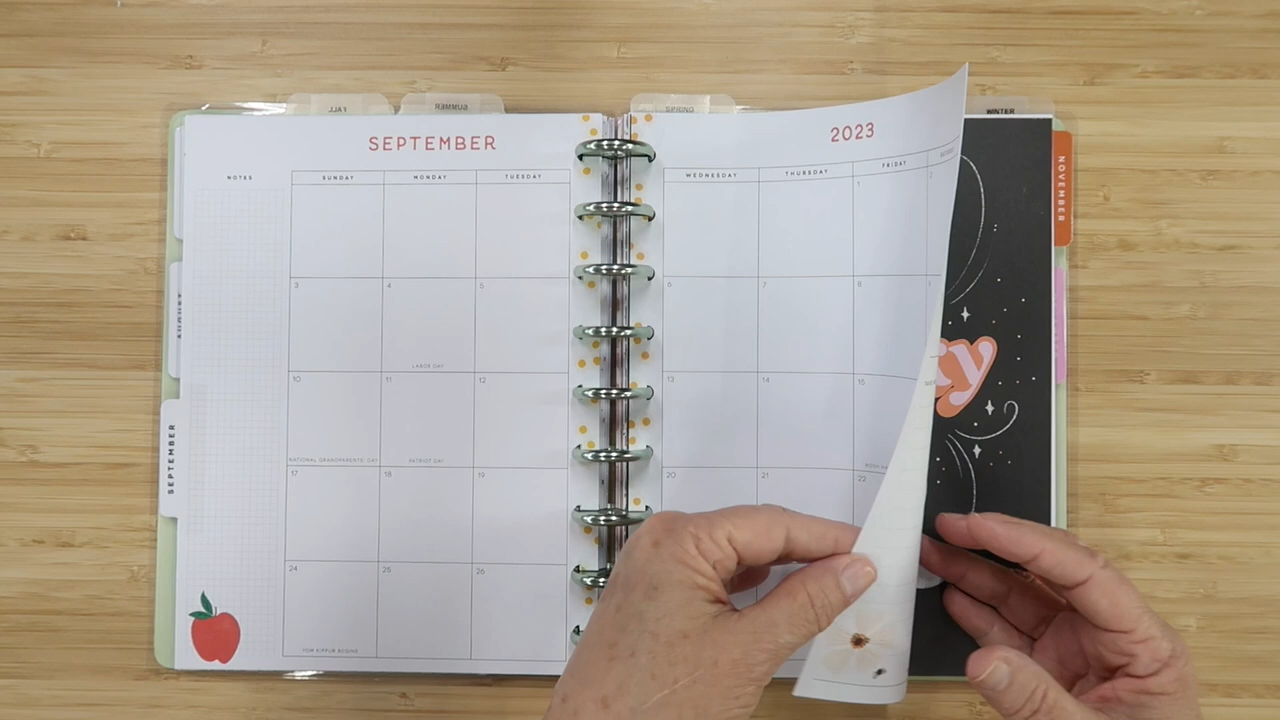 FALL
SUMMER
SPRING
WINTER
SEPTEMBER
2023
NOTES
SUNDAY
MONDAY
TUESDAY
WEDNESDAY
THURSDAY
FRIDAY
1
2
3
4
5
6
7
8
LABOR DAY
10
11
12
13
14
15
NATIONAL GRANDPARENTS' DAY
PATRIOT DAY
17
18
19
20
21
22
24
25
26
YOM KIPPUR BEGINS
AUGUST
SEPTEMBER
NOVEMBER